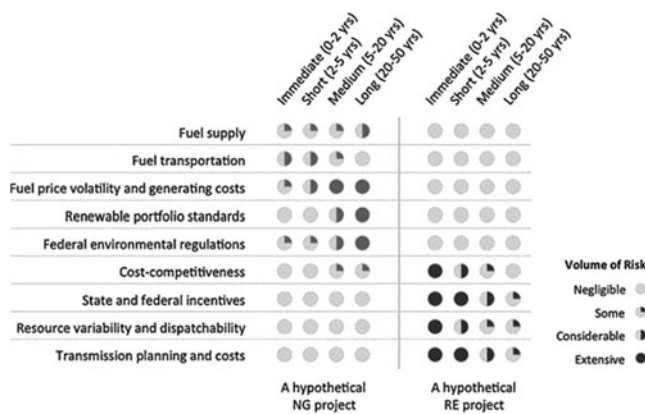 Immediate (0-2 yrs)
Short (2-5 yrs)
Medium (5-20 yrs)
Long (20-50 yrs)
Immediate (0-2 yrs)
Short (2-5 yrs)
Medium (5-20 yrs)
Long (20-50 yrs)
Fuel supply
Fuel transportation
Fuel price volatility and generating costs
Renewable portfolio standards
Federal environmental regulations
Cost-competitiveness
State and federal incentives
Resource variability and dispatchability
Transmission planning and costs
A hypothetical
NG project
A hypothetical
RE project
Volume of Risk
Negligible
Some
Considerable
Extensive